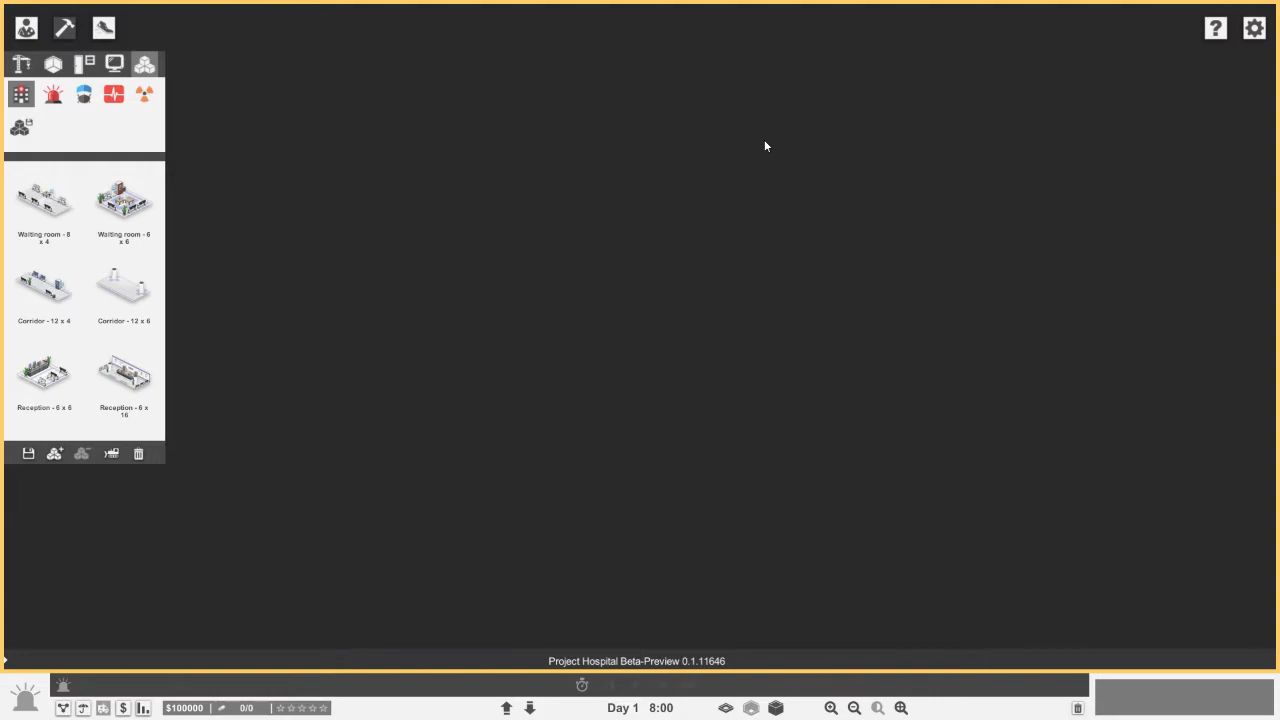 ?
Waiting room - 8
x 4
Waiting room - 6
x 6
Corridor - 12 x 4
Corridor - 12 x 6
Reception - 6 x 6
Reception - 6 x
16
Project Hospital Beta-Preview 0.1.11646
$
$100000 | 0/0 |
Day 1 8:00